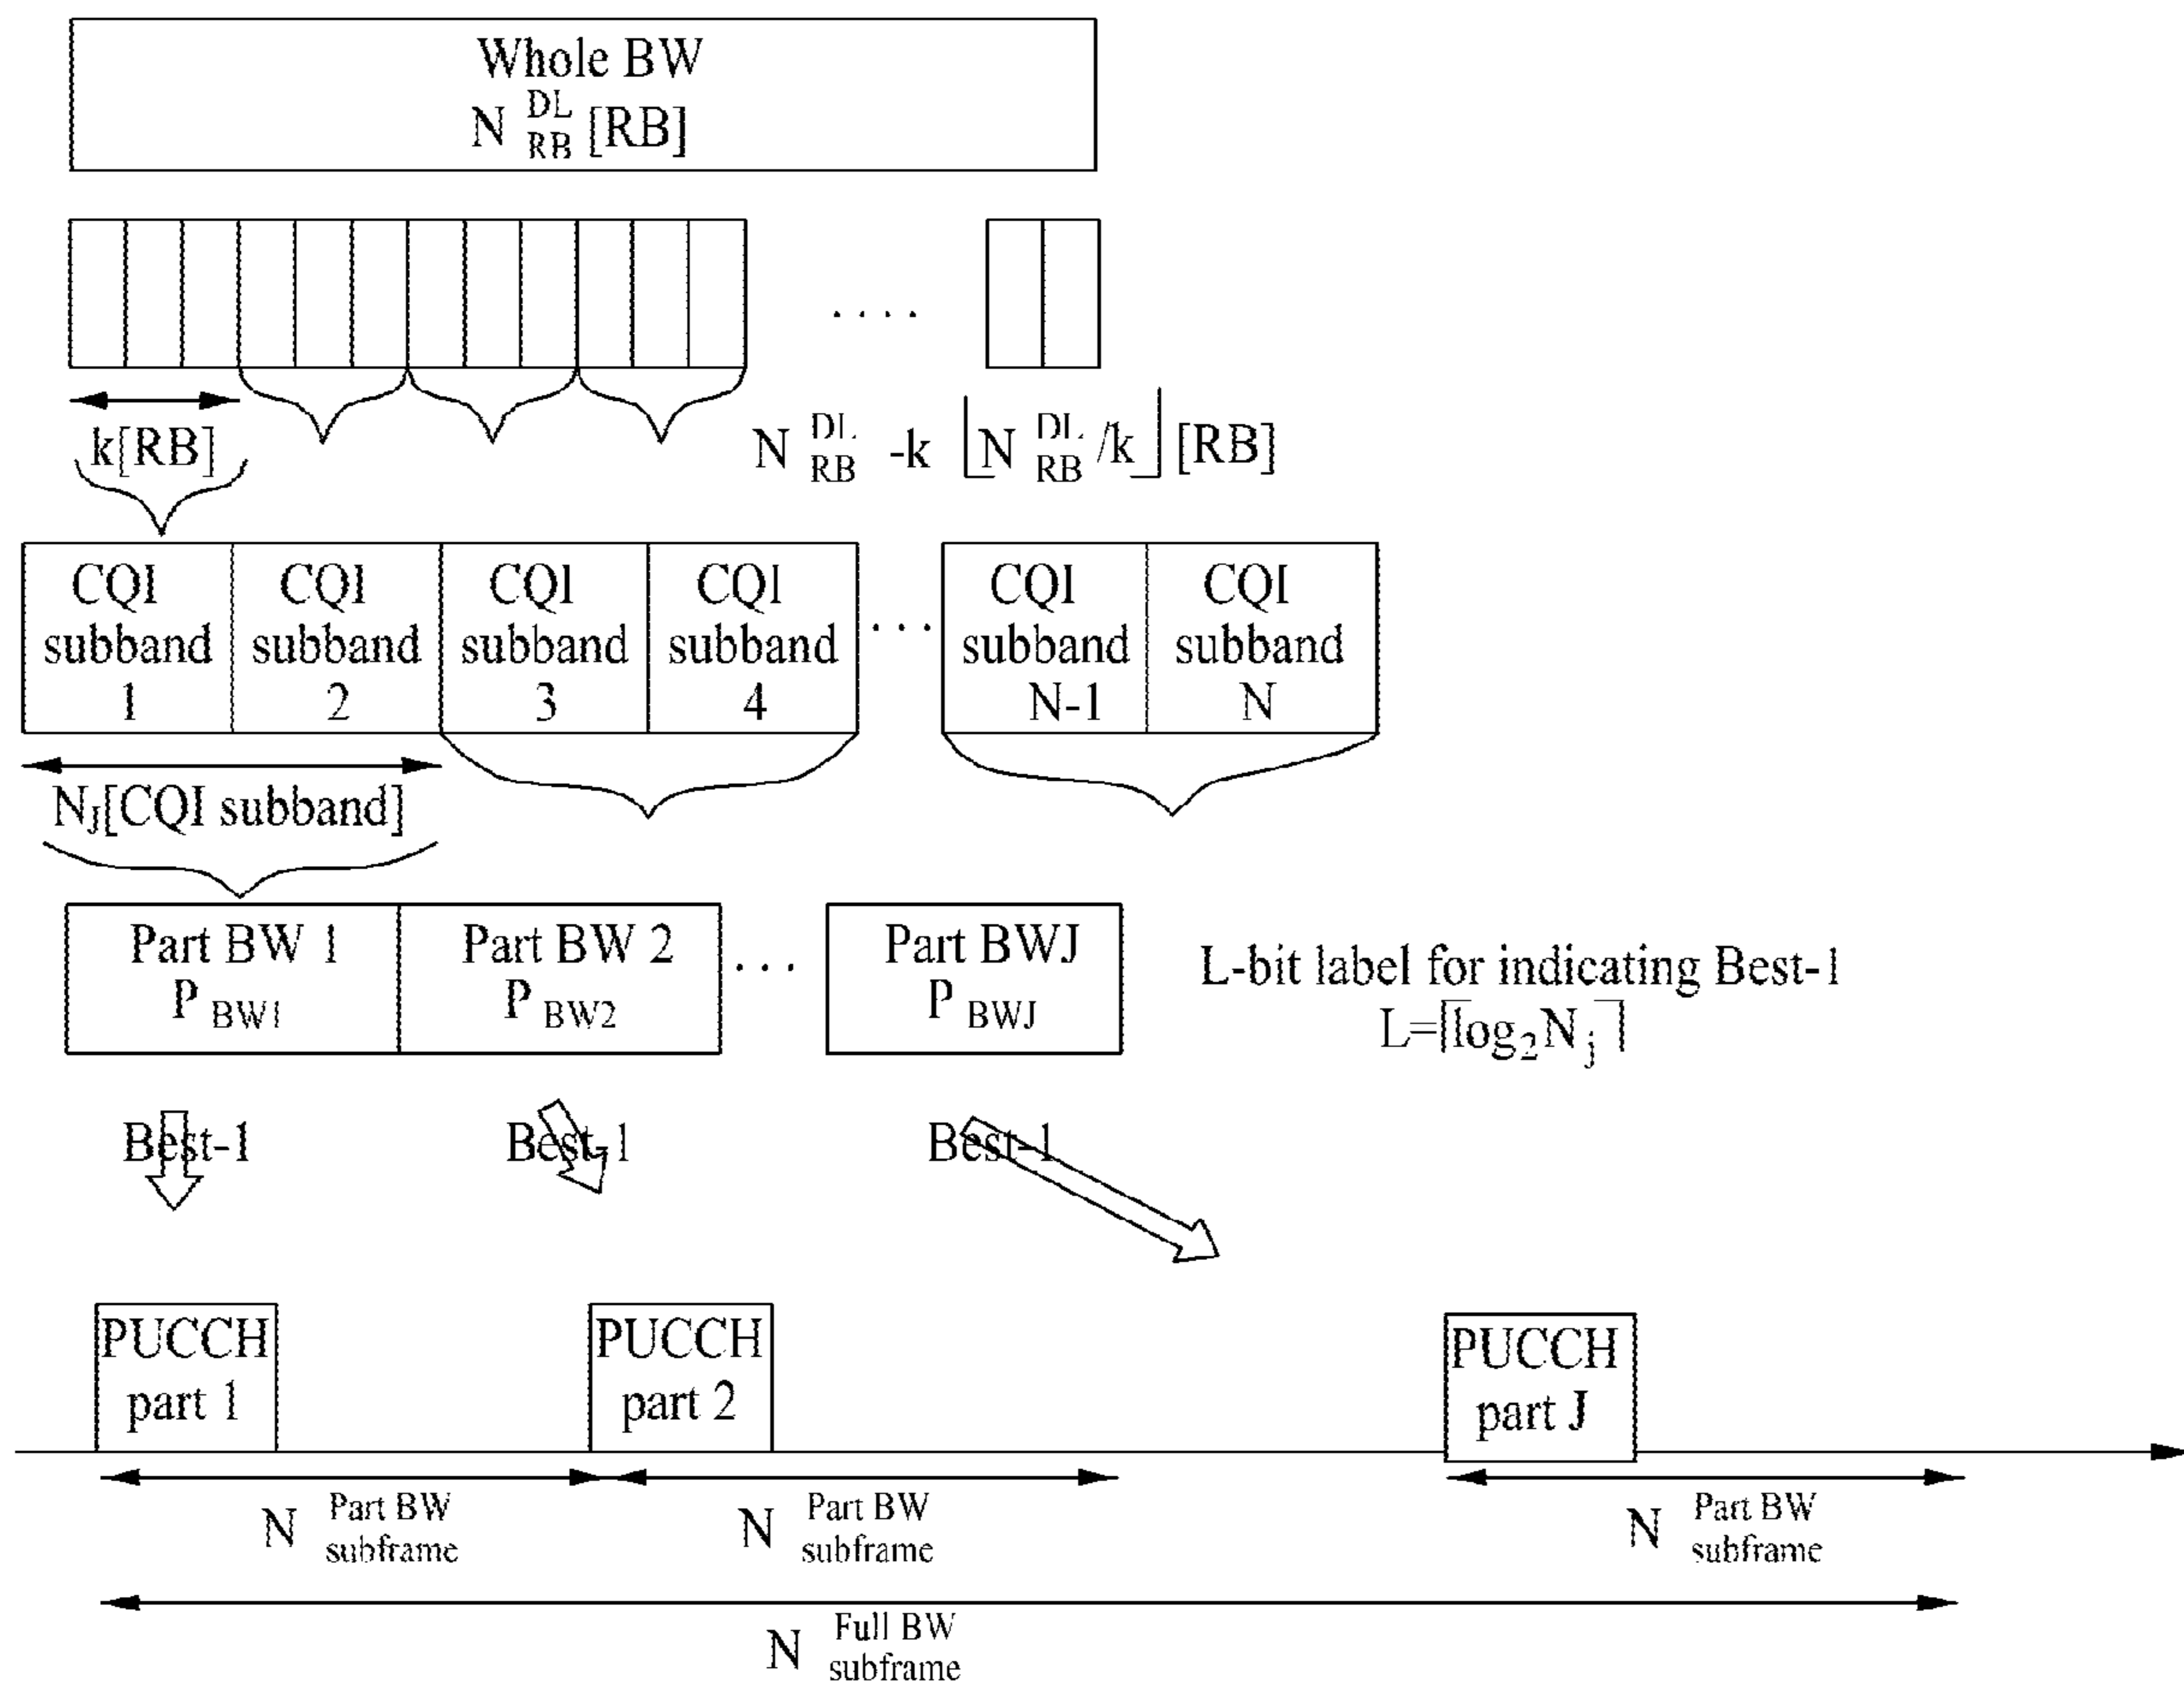 Whole BW
N DL RB [RB]
. . . .
k[RB]
N DL RB -k ⌊N DL RB /k⌋ [RB]
CQI subband 1
CQI subband 2
CQI subband 3
CQI subband 4
. . .
CQI subband N-1
CQI subband N
NJ[CQI subband]
Part BW 1
P BW1
Part BW 2
P BW2
. . .
Part BWJ
P BWJ
L-bit label for indicating Best-1
L=⌈log2Nj⌉
Best-1
Best-1
Best-1
PUCCH part 1
PUCCH part 2
PUCCH part J
N Part BW subframe
N Part BW subframe
N Part BW subframe
N Full BW subframe